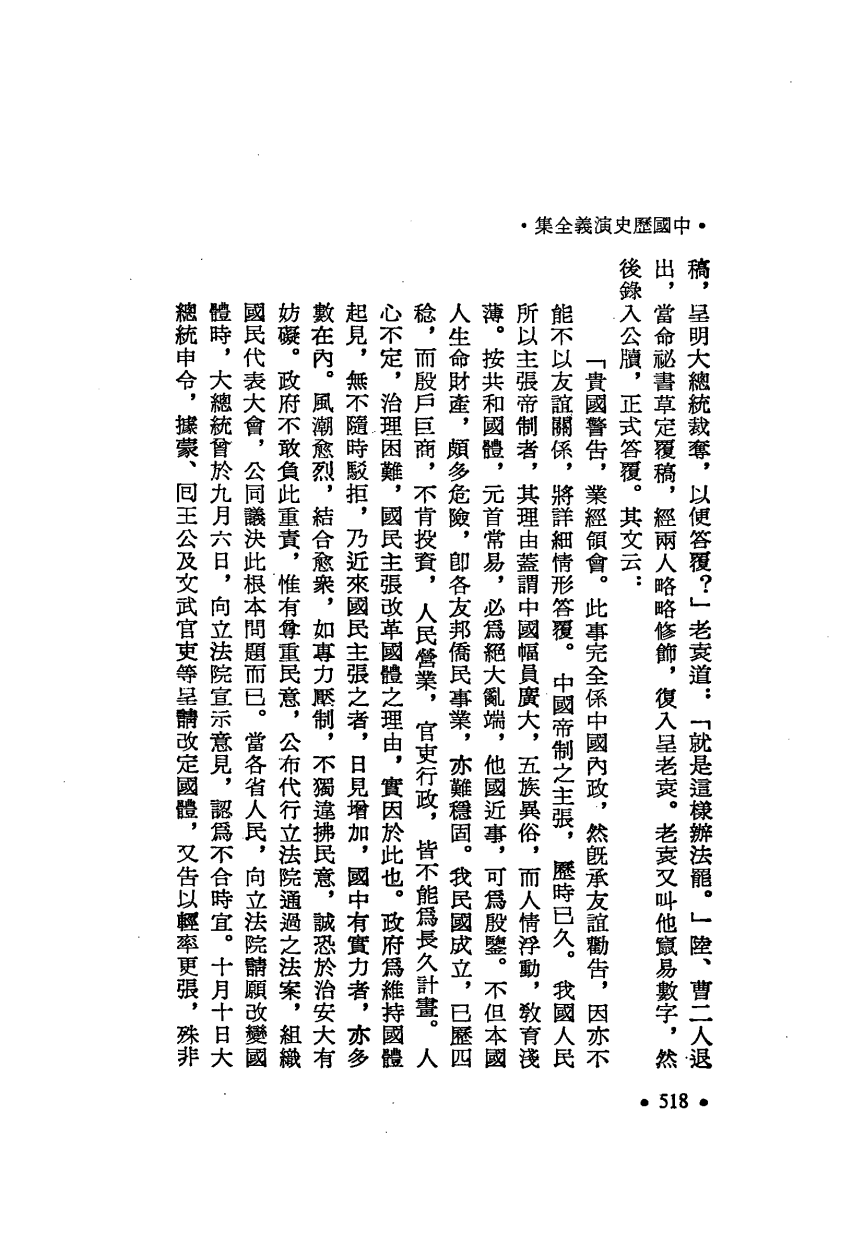 •中國歷史演義全集•
稿，呈明大總統裁奪，以便答覆？」老袁道：「就是這樣辦法罷。」陸、曹二人退
出，當命祕書草定覆稿，經兩人略略修飾，復入呈老袁。老袁又叫他竄易數字，然
後錄入公牘，正式答覆。其文云：
「貴國警告，業經領會。此事完全係中國內政，然旣承友誼勸告，因亦不
能不以友誼關係，將詳細情形答覆。中國帝制之主張，歷時已久。我國人民
所以主張帝制者，其理由蓋謂中國幅員廣大，五族異俗，而人情浮動，敎育淺
薄。按共和國體，元首常易，必爲絕大亂端，他國近事，可爲殷鑒。不但本國
人生命財產，頗多危險，卽各友邦僑民事業，亦難穩固。我民國成立，已歷四
稔，而殷戶巨商，不肯投資，人民營業，官吏行政，皆不能爲長久計畫。人
心不定，治理困難，國民主張改革國體之理由，實因於此也。政府爲維持國體
起見，無不隨時駁拒，乃近來國民主張之者，日見增加，國中有實力者，亦多
數在內。風潮愈烈，結合愈衆，如專力壓制，不獨違拂民意，誠恐於治安大有
妨礙。政府不敢負此重責，惟有尊重民意，公布代行立法院通過之法案，組織
國民代表大會，公同議決此根本問題而已。當各省人民，向立法院請願改變國
體時，大總統曾於九月六日，向立法院宣示意見，認爲不合時宜。十月十日大
總統申令，據蒙、囘王公及文武官吏等呈請改定國體，又告以輕率更張，殊非
• 518 •